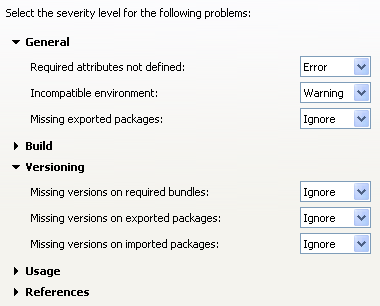 Select the severity level for the following problems:
General
Required attributes not defined: Error
Incompatible environment: Warning
Missing exported packages: Ignore
Build
Versioning
Missing versions on required bundles: Ignore
Missing versions on exported packages: Ignore
Missing versions on imported packages: Ignore
Usage
References